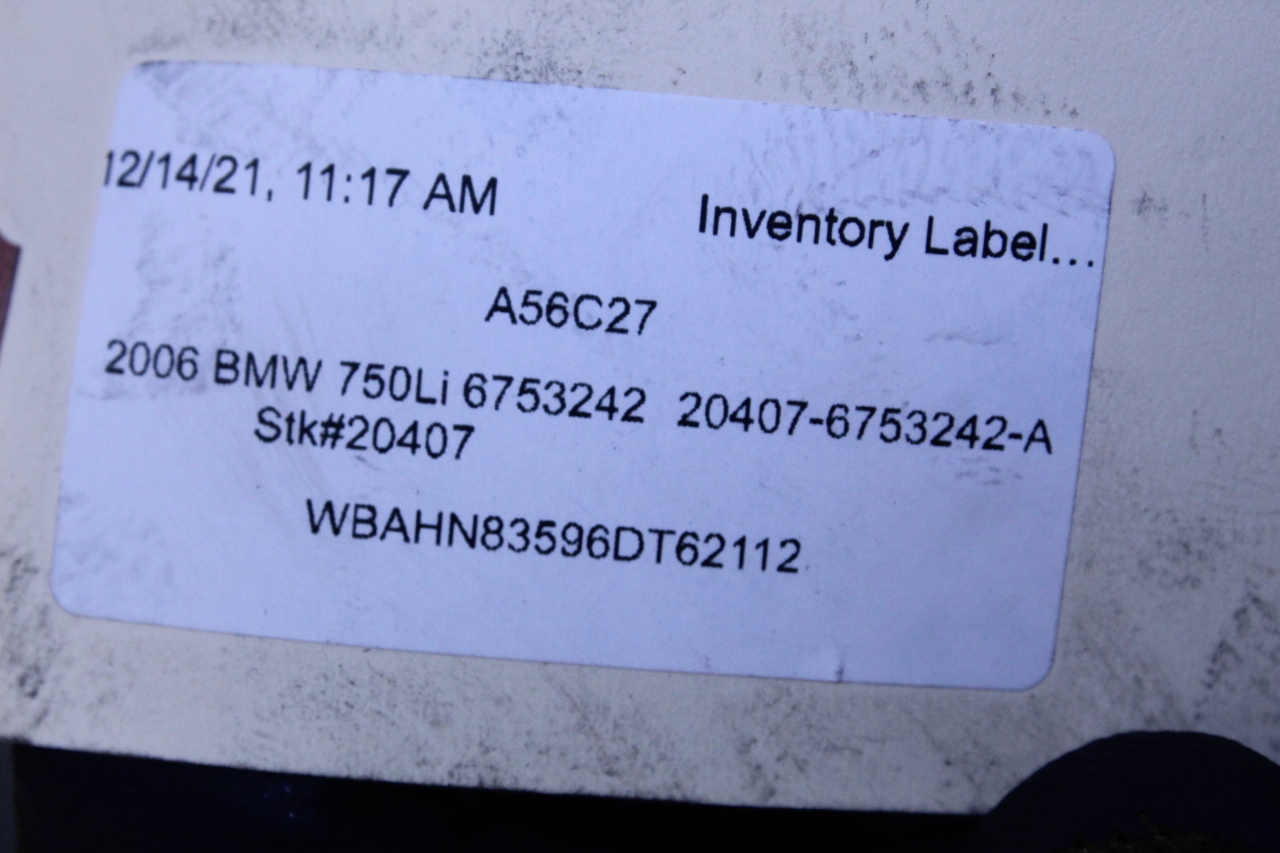 12/14/21, 11:17 AM
Inventory Label...
A56C27
2006 BMW 750Li 6753242 20407-6753242-A
Stk#20407
WBAHN83596DT62112